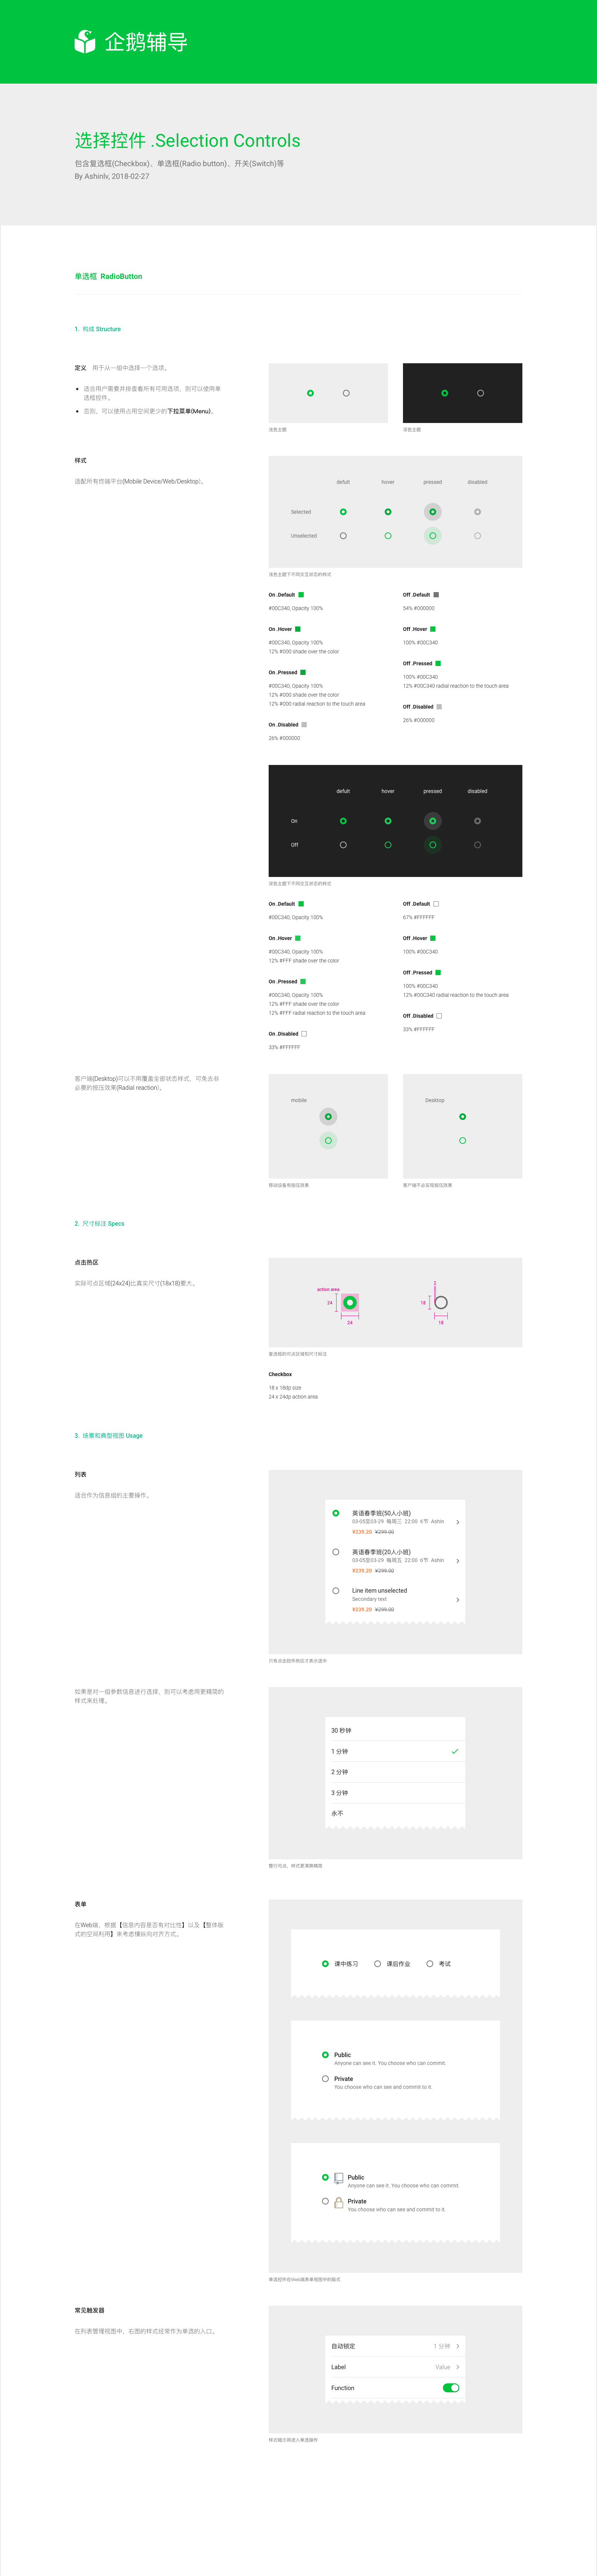 企鹅辅导
选择控件 .Selection Controls
包含复选框(Checkbox)、单选框(Radio button)、开关(Switch)等
By Ashinlv, 2018-02-27
单选框 RadioButton
1. 构成 Structure
定义 用于从一组中选择一个选项。
适合用户需要并排查看所有可用选项，则可以使用单
选框控件。
否则，可以使用占用空间更少的下拉菜单(Menu)。
浅色主题
深色主题
样式
适配所有终端平台(Mobile Device/Web/Desktop)。
defult hover pressed disabled
Selected
Unselected
浅色主题下不同交互状态的样式
On .Default
#00C340, Opacity 100%
On .Hover
#00C340, Opacity 100%
12% #000 shade over the color
On .Pressed
#00C340, Opacity 100%
12% #000 shade over the color
12% #000 radial reaction to the touch area
On .Disabled
26% #000000
Off .Default
54% #000000
Off .Hover
100% #00C340
Off .Pressed
100% #00C340
12% #00C340 radial reaction to the touch area
Off .Disabled
26% #000000
defult hover pressed disabled
On
Off
深色主题下不同交互状态的样式
On .Default
#00C340, Opacity 100%
On .Hover
#00C340, Opacity 100%
12% #FFF shade over the color
On .Pressed
#00C340, Opacity 100%
12% #FFF shade over the color
12% #FFF radial reaction to the touch area
On .Disabled
33% #FFFFFF
Off .Default
67% #FFFFFF
Off .Hover
100% #00C340
Off .Pressed
100% #00C340
12% #00C340 radial reaction to the touch area
Off .Disabled
33% #FFFFFF
客户端(Desktop)可以不用覆盖全部状态样式，可免去非
必要的按压效果(Radial reaction)。
mobile
Desktop
移动设备有按压效果
客户端不必实现按压效果
2. 尺寸标注 Specs
点击热区
实际可点区域(24x24)比真实尺寸(18x18)要大。
action area
24
24
2
18
18
复选框的可点区域和尺寸标注
Checkbox
18 x 18dp size
24 x 24dp action area
3. 场景和典型视图 Usage
列表
适合作为信息组的主要操作。
英语春季班(50人小班)
03-05至03-29 每周三 22:00 6节 Ashin
¥239.20 ¥299.00
英语春季班(20人小班)
03-05至03-29 每周五 22:00 6节 Ashin
¥239.20 ¥299.00
Line item unselected
Secondary text
¥239.20 ¥299.00
只有点击控件热区才表示选中
如果是对一组参数信息进行选择，则可以考虑用更精简的
样式来处理。
30 秒钟
1 分钟
2 分钟
3 分钟
永不
整行可点，样式更清爽精简
表单
在Web端，根据【信息内容是否有对比性】以及【整体版
式的空间利用】来考虑横纵向对齐方式。
课中练习 课后作业 考试
Public
Anyone can see it. You choose who can commit.
Private
You choose who can see and commit to it.
Public
Anyone can see it. You choose who can commit.
Private
You choose who can see and commit to it.
单选控件在Web端表单视图中的版式
常见触发器
在列表管理视图中，右图的样式经常作为单选的入口。
自动锁定 1 分钟
Label Value
Function
样式暗示将进入单选操作